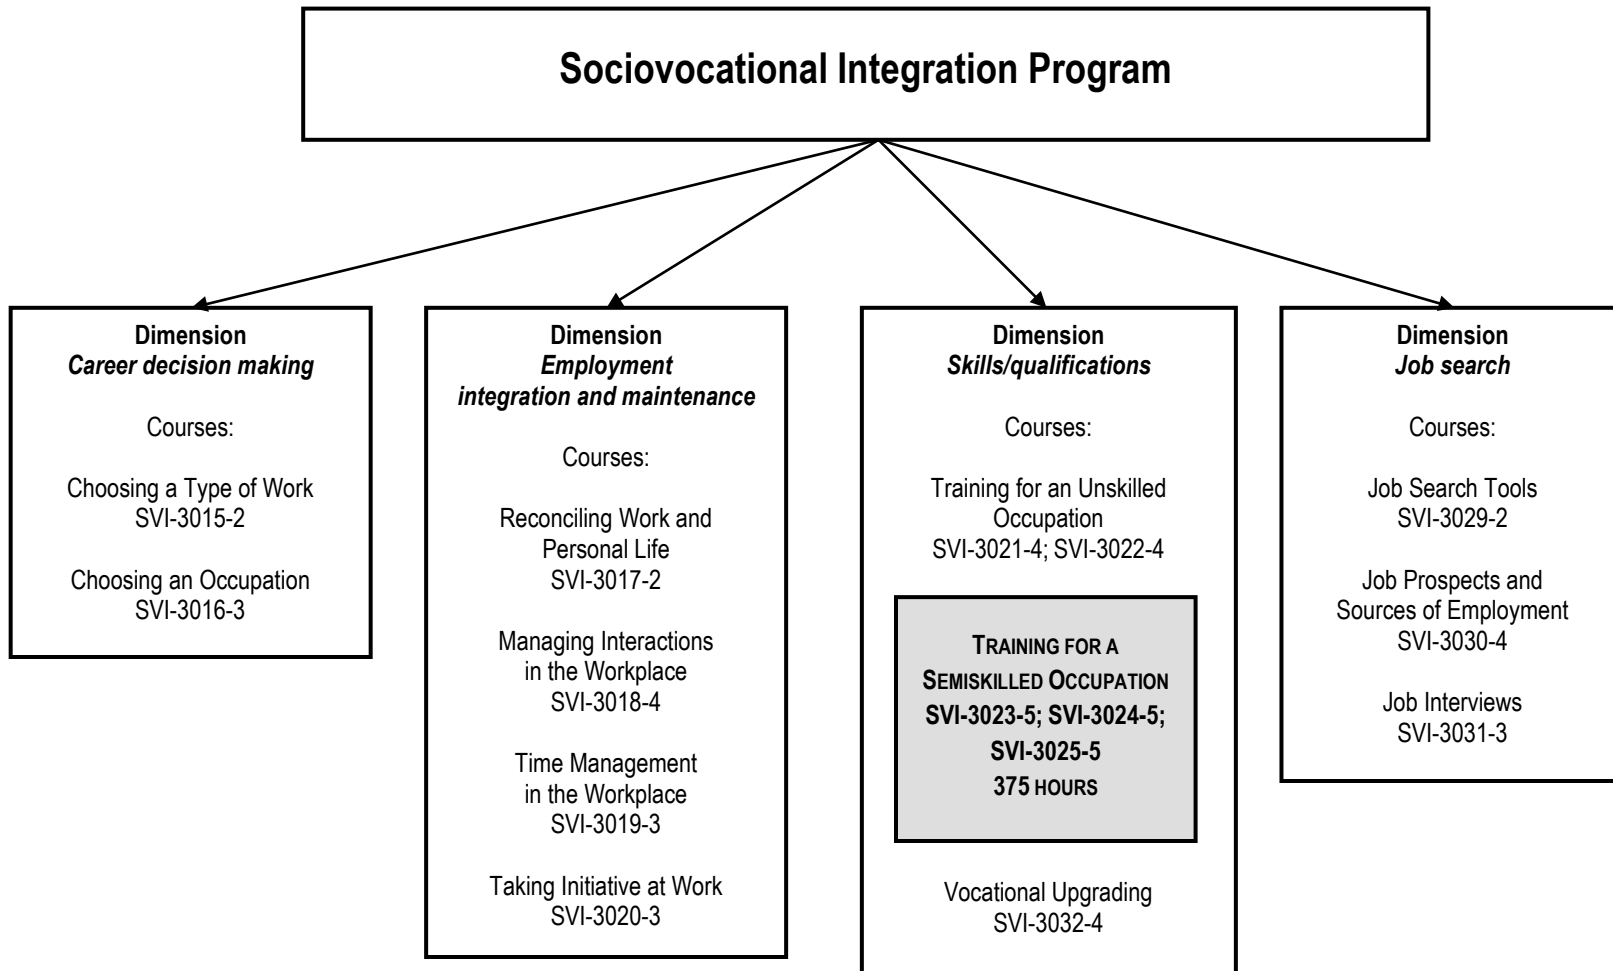 Sociovocational Integration Program
Dimension
Career decision making
Courses:
Choosing a Type of Work
SVI-3015-2
Choosing an Occupation
SVI-3016-3
Dimension
Employment
integration and maintenance
Courses:
Reconciling Work and
Personal Life
SVI-3017-2
Managing Interactions
in the Workplace
SVI-3018-4
Time Management
in the Workplace
SVI-3019-3
Taking Initiative at Work
SVI-3020-3
Dimension
Skills/qualifications
Courses:
Training for an Unskilled
Occupation
SVI-3021-4; SVI-3022-4
TRAINING FOR A
SEMISKILLED OCCUPATION
SVI-3023-5; SVI-3024-5;
SVI-3025-5
375 HOURS
Vocational Upgrading
SVI-3032-4
Dimension
Job search
Courses:
Job Search Tools
SVI-3029-2
Job Prospects and
Sources of Employment
SVI-3030-4
Job Interviews
SVI-3031-3